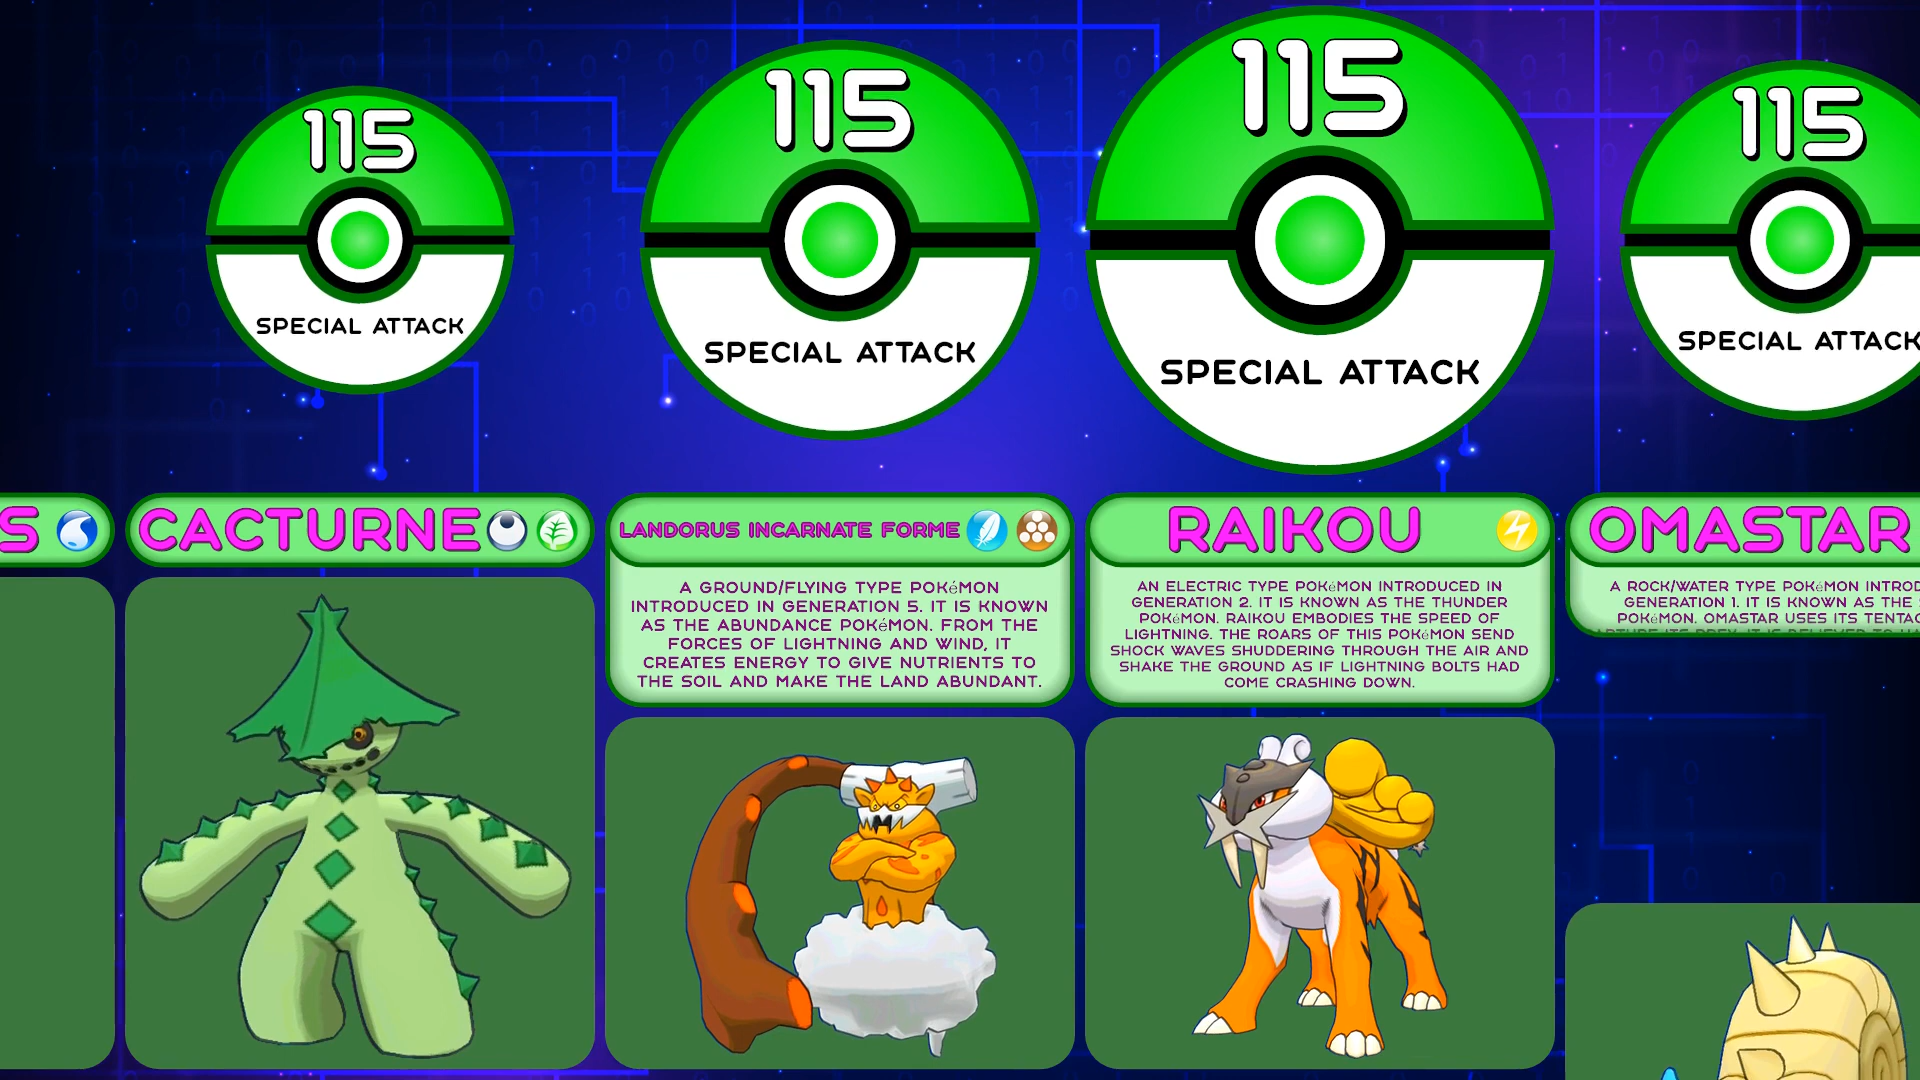 115
SPECIAL ATTACK
115
SPECIAL ATTACK
115
SPECIAL ATTACK
115
SPECIAL ATTACK
S
CACTURNE
LANDORUS INCARNATE FORME
A GROUND/FLYING TYPE POKéMON
INTRODUCED IN GENERATION 5. IT IS KNOWN
AS THE ABUNDANCE POKéMON. FROM THE
FORCES OF LIGHTNING AND WIND, IT
CREATES ENERGY TO GIVE NUTRIENTS TO
THE SOIL AND MAKE THE LAND ABUNDANT.
RAIKOU
AN ELECTRIC TYPE POKéMON INTRODUCED IN
GENERATION 2. IT IS KNOWN AS THE THUNDER
POKéMON. RAIKOU EMBODIES THE SPEED OF
LIGHTNING. THE ROARS OF THIS POKéMON SEND
SHOCK WAVES SHUDDERING THROUGH THE AIR AND
SHAKE THE GROUND AS IF LIGHTNING BOLTS HAD
COME CRASHING DOWN.
OMASTAR
A ROCK/WATER TYPE POKéMON INTROD
GENERATION 1. IT IS KNOWN AS THE
POKéMON. OMASTAR USES ITS TENTAC